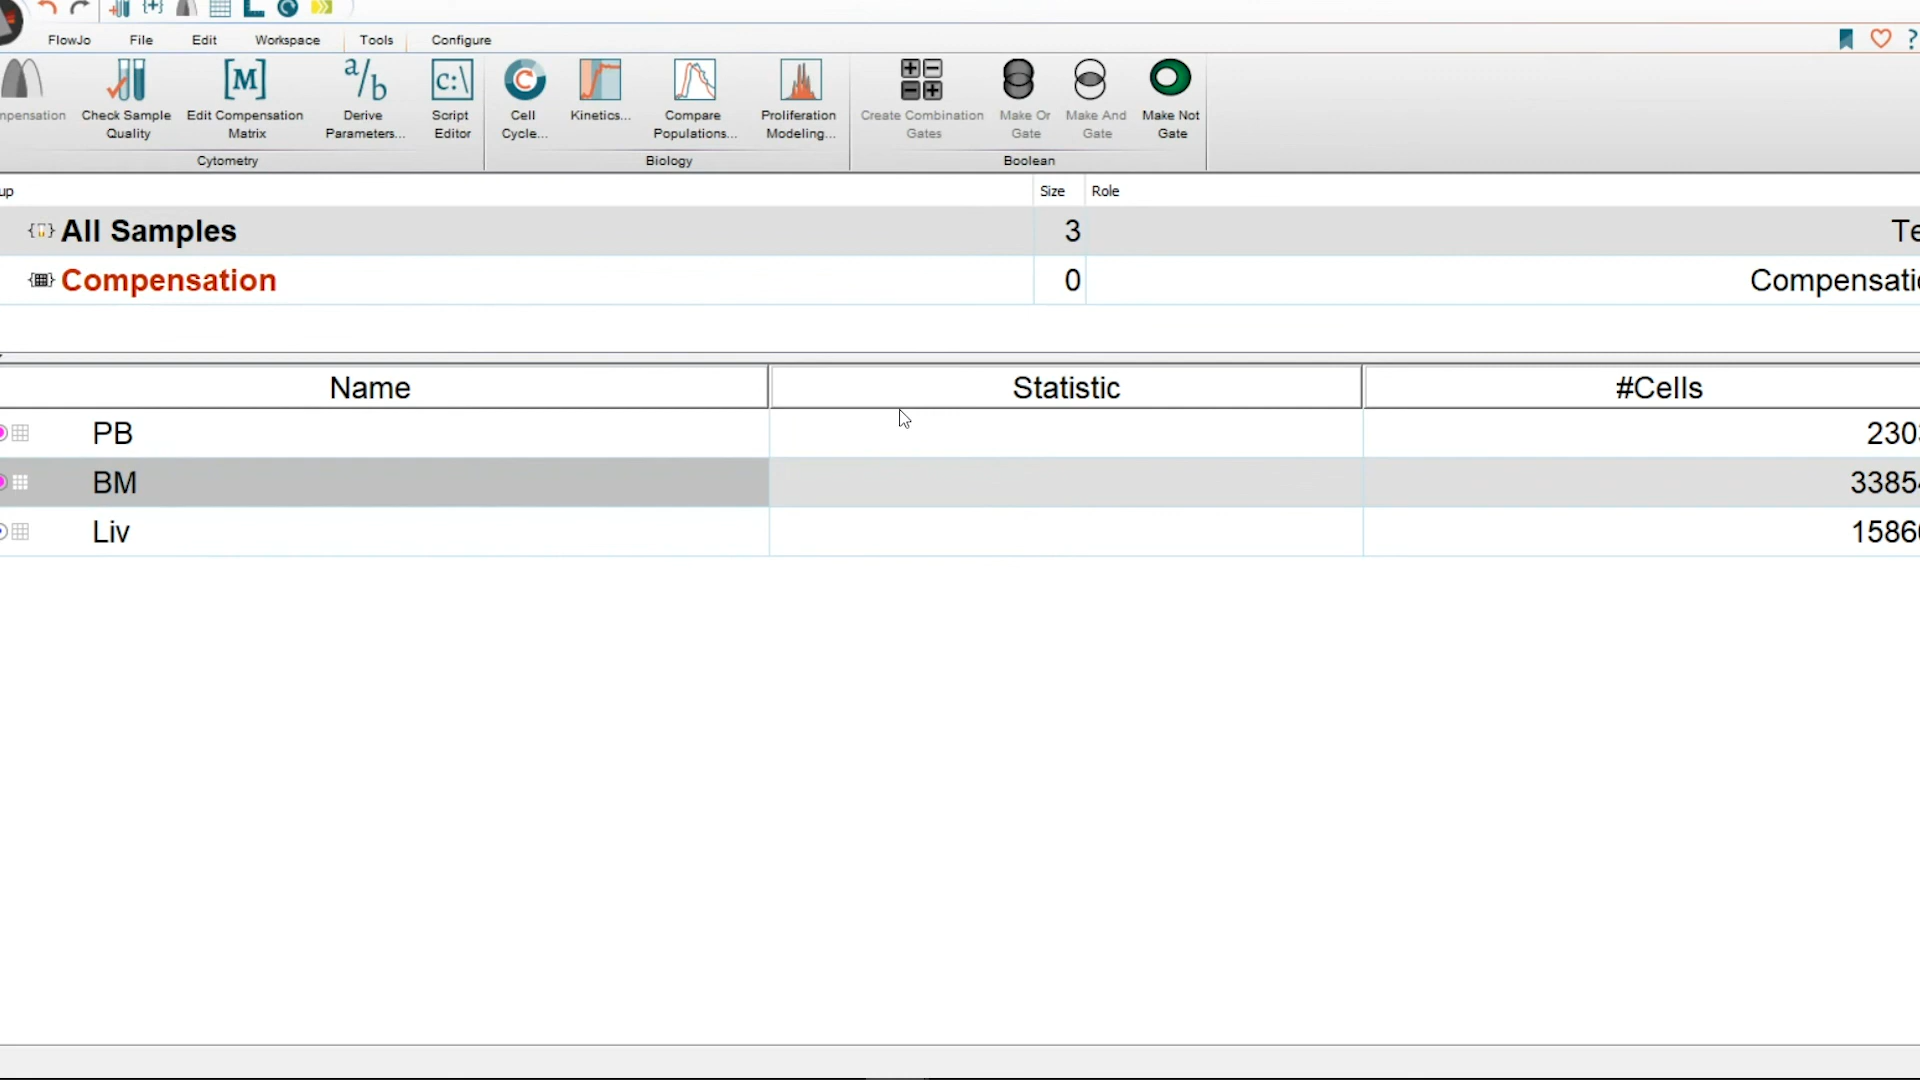 FlowJo File Edit Workspace Tools Configure ?
Check Sample Quality
Edit Compensation Matrix
a/b
Derive Parameters...
C:\
Script Editor
Cell Cycle...
Kinetics...
Compare Populations...
Proliferation Modeling...
Create Combination Gates
Make Or Gate
Make And Gate
Make Not Gate
Cytometry Biology Boolean
Size Role
All Samples 3
Compensation 0
Name Statistic #Cells
PB
BM
Liv